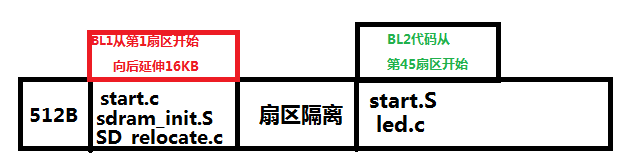 BL1从第1扇区开始
向后延伸16KB
BL2代码从
第45扇区开始
512B
start.c
sdram_init.S
SD_relocate.c
扇区隔离
start.S
led.c